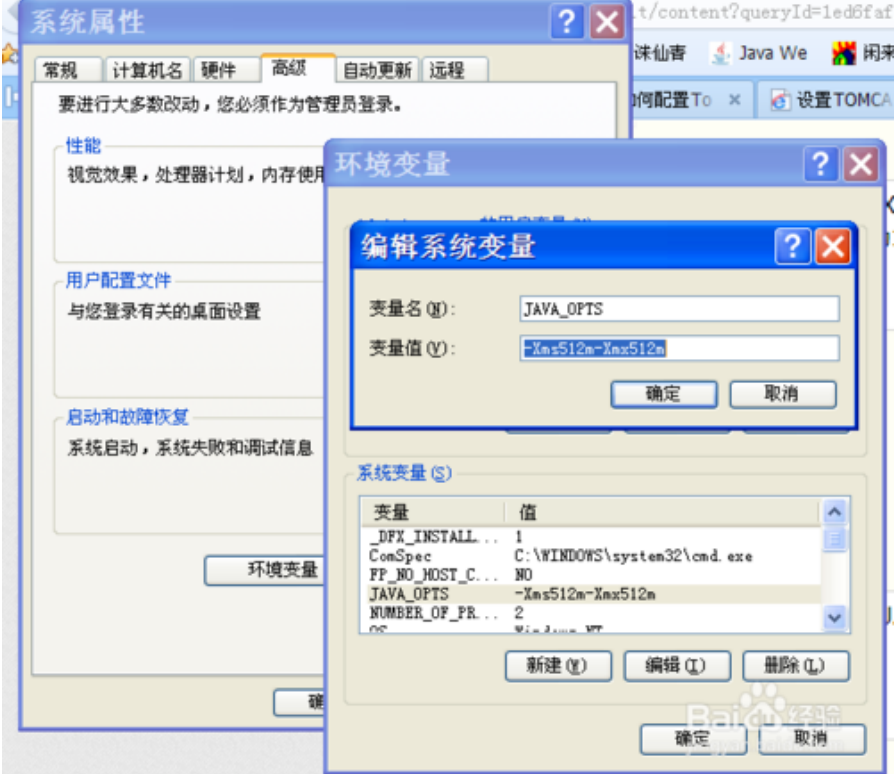 系统属性
t/content?queryId=1ed6faf
诛仙青 Java We 闲来
常规 计算机名 硬件 高级 自动更新 远程
何配置To × 设置TOMCA
要进行大多数改动，您必须作为管理员登录。
性能
视觉效果，处理器计划，内存使用
环境变量
编辑系统变量
用户配置文件
与您登录有关的桌面设置
变量名(N): JAVA_OPTS
变量值(V): -Xms512m-Xmx512m
确定 取消
启动和故障恢复
系统启动，系统失败和调试信息
系统变量(S)
变量 值
_DFX_INSTALL... 1
ComSpec C:\WINDOWS\system32\cmd.exe
FP_NO_HOST_C... NO
JAVA_OPTS -Xms512m-Xmx512m
NUMBER_OF_PR... 2
OS Windows_NT
环境变量
新建(W) 编辑(I) 删除(L)
确
Baidu 经验
确定 取消